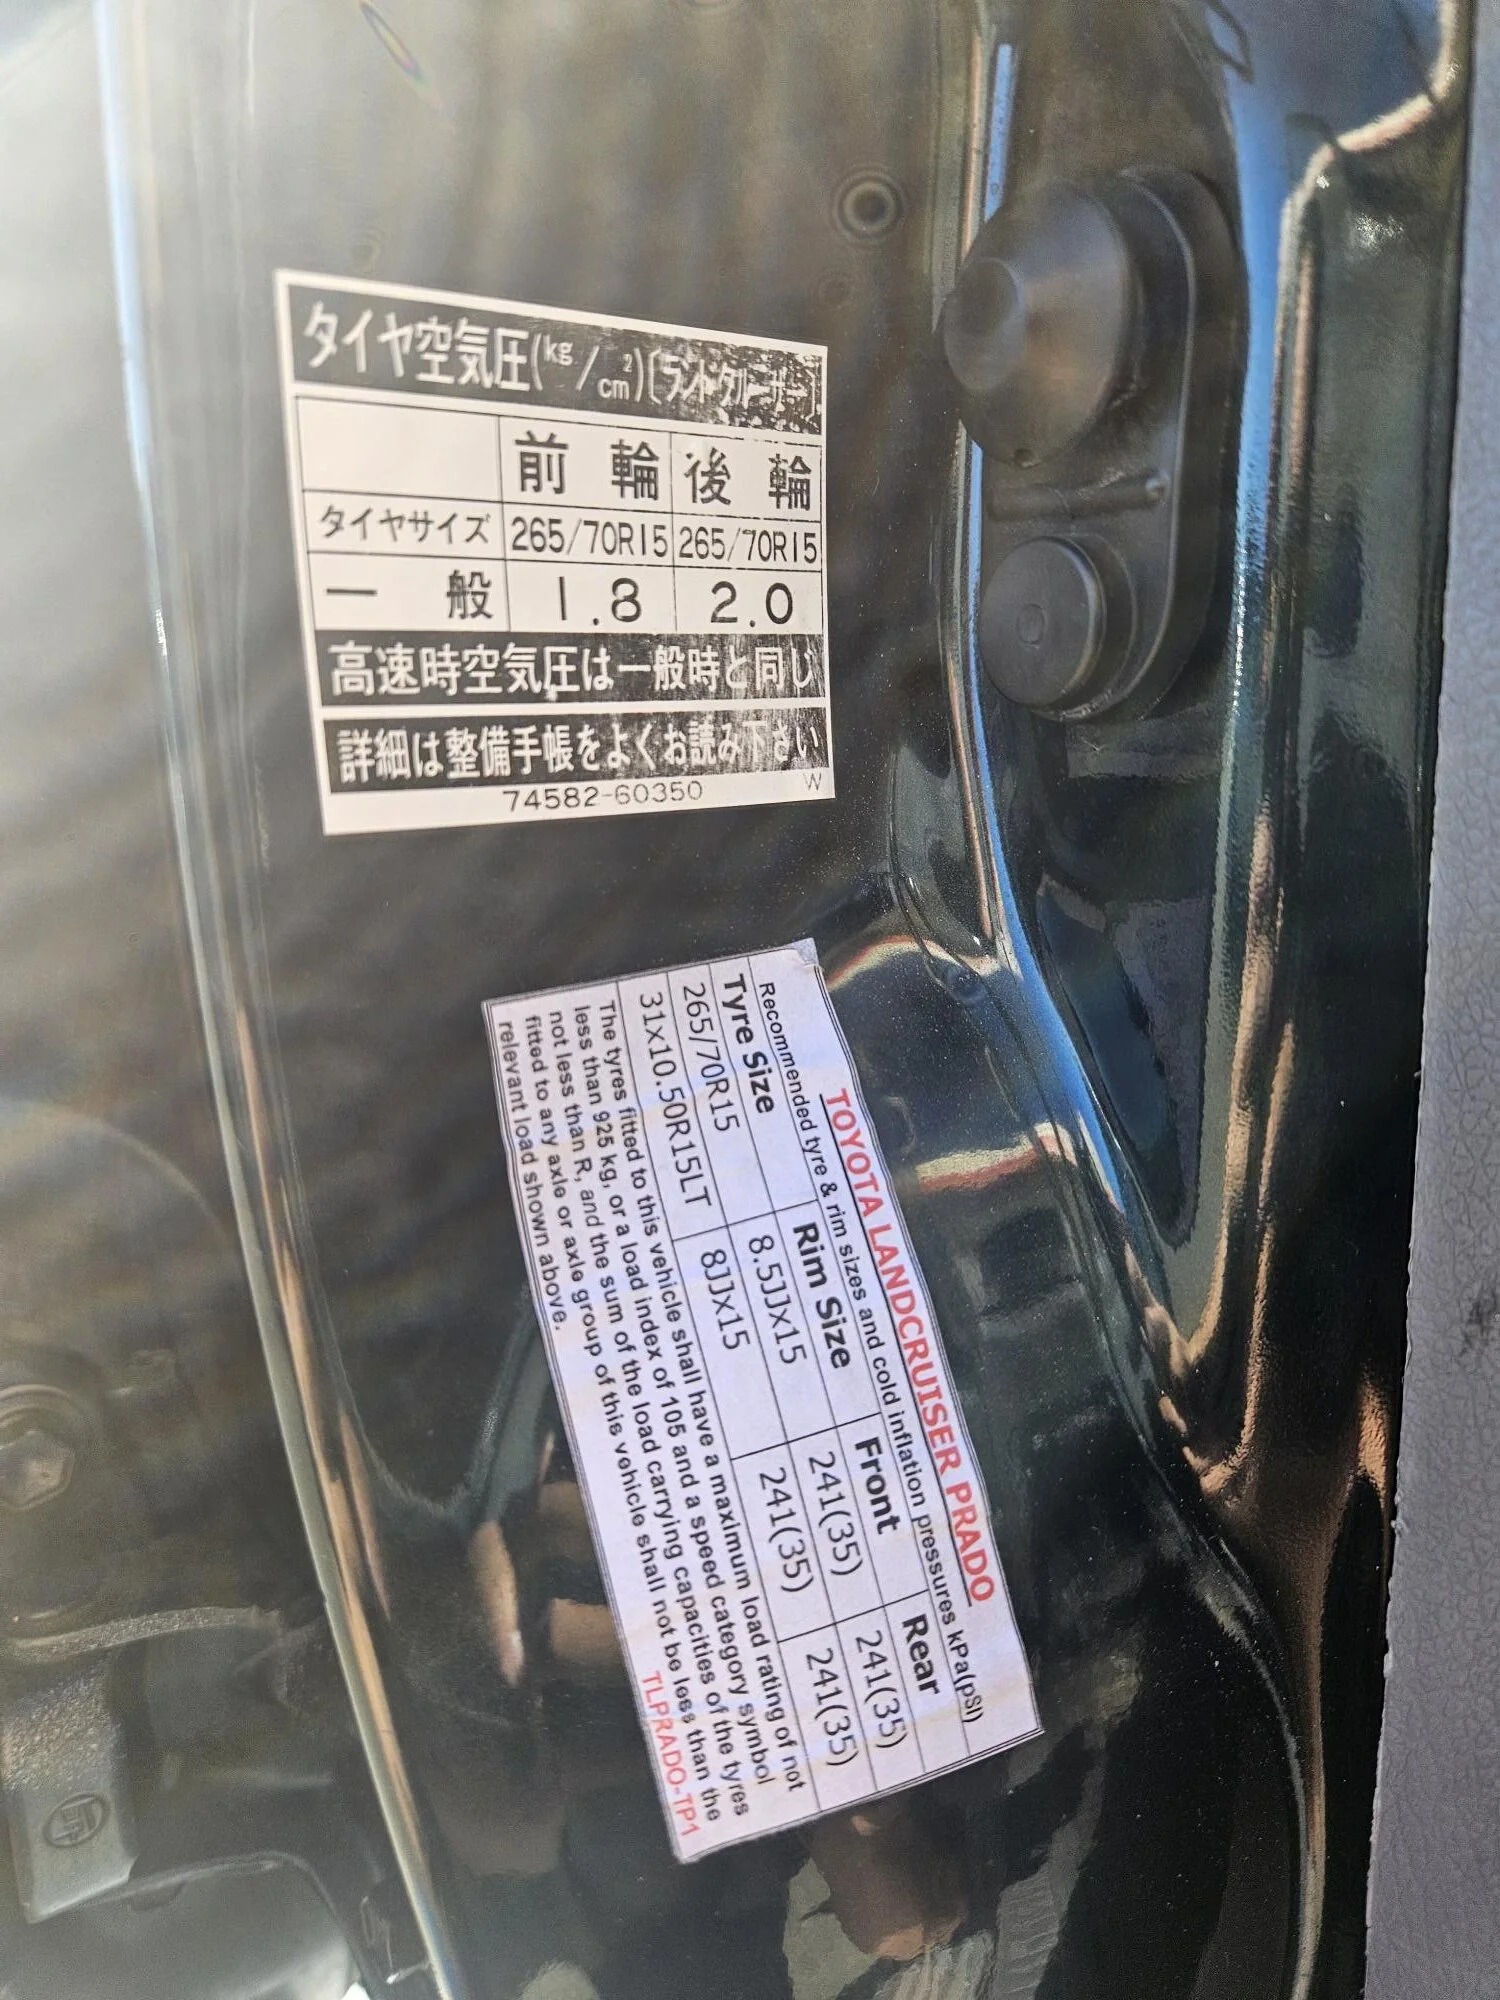 タイヤ空気圧(kg/cm²)〔ランドクルーザー〕
前輪 後輪
タイヤサイズ 265/70R15 265/70R15
一般 1.8 2.0
高速時空気圧は一般時と同じ
詳細は整備手帳をよくお読み下さい
74582-60350 W
TOYOTA LANDCRUISER PRADO
Recommended tyre & rim sizes and cold inflation pressures kPa(pSI)
Tyre Size Rim Size Front Rear
265/70R15 8.5JJx15 241(35) 241(35)
31x10.50R15LT 8JJx15 241(35) 241(35)
The tyres fitted to this vehicle shall have a maximum load rating of not
less than 925 kg, or a load index of 105 and a speed category symbol
not less than R, and the sum of the load carrying capacities of the tyres
fitted to any axle or axle group of this vehicle shall not be less than the
relevant load shown above.
TLPRADO-TP1